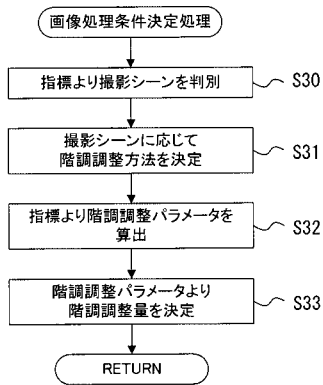 画像処理条件決定処理
指標より撮影シーンを判別
S30
撮影シーンに応じて
階調調整方法を決定
S31
指標より階調調整パラメータを
算出
S32
階調調整パラメータより
階調調整量を決定
S33
RETURN